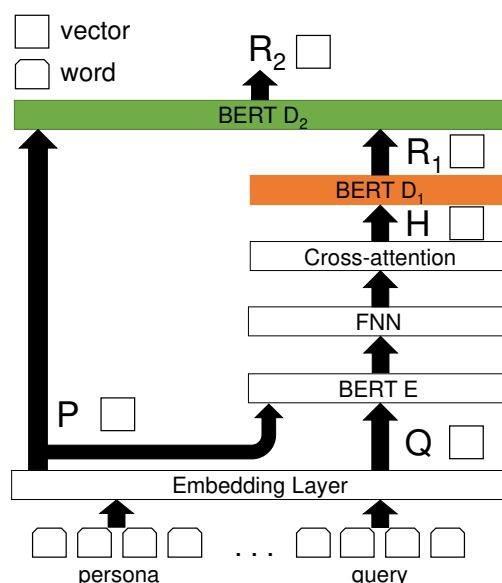 vector
word
R₂
BERT D₂
R₁
BERT D₁
H
Cross-attention
FNN
BERT E
P
Q
Embedding Layer
. . .
persona query